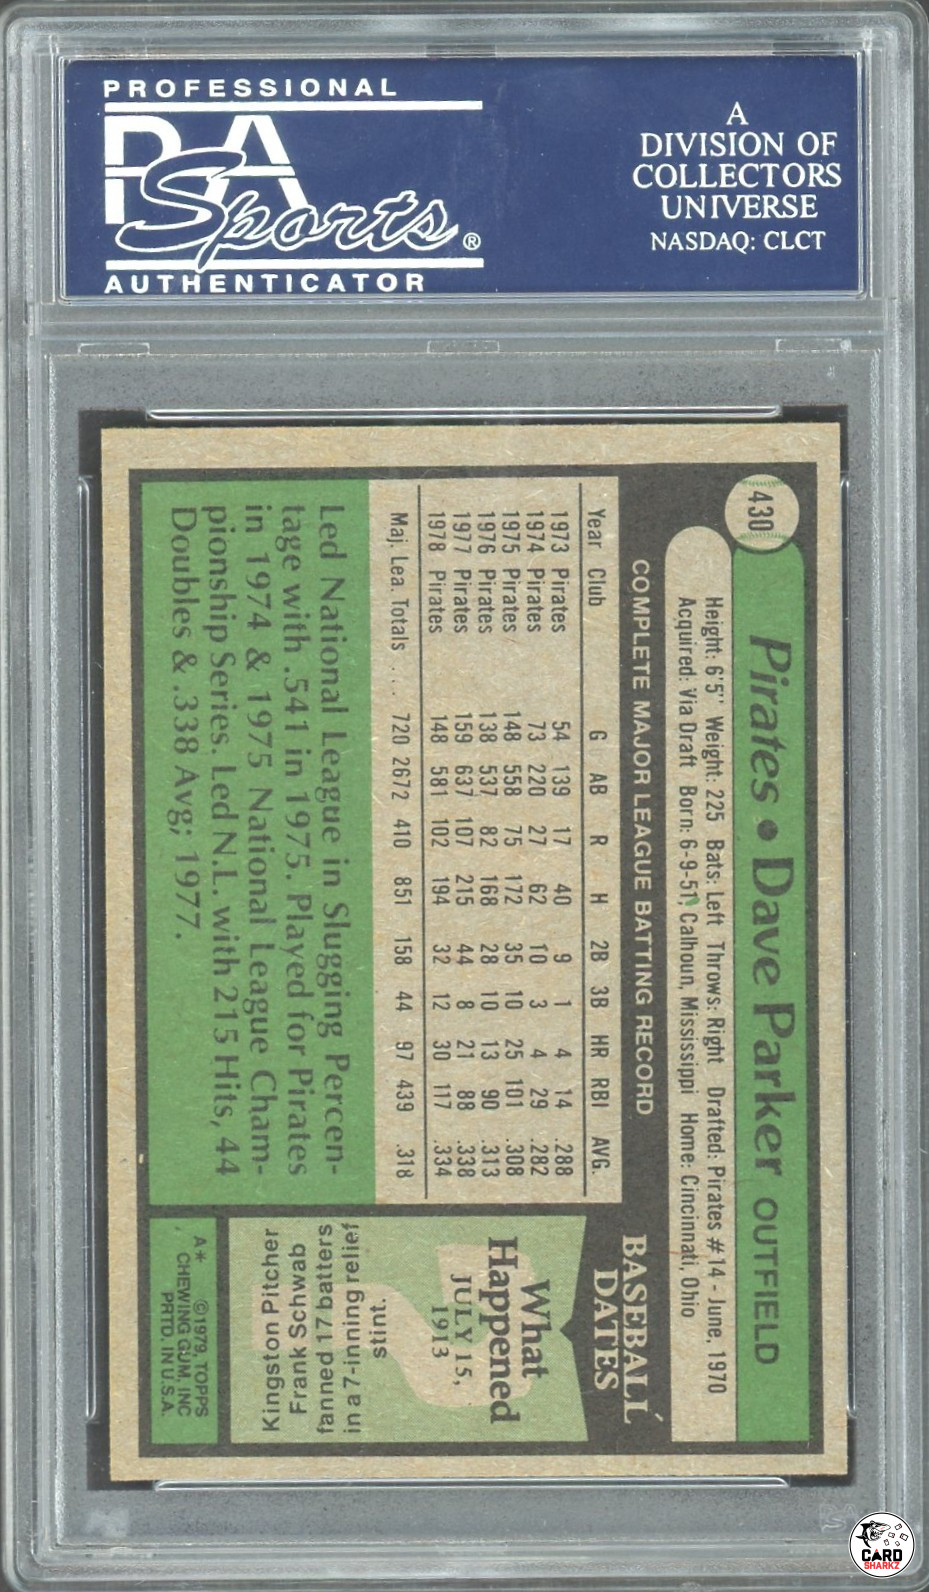 PROFESSIONAL
PSA
Sports®
AUTHENTICATOR
A
DIVISION OF
COLLECTORS
UNIVERSE
NASDAQ: CLCT
430
Pirates • Dave Parker OUTFIELD
Height: 6'5" Weight: 225 Bats: Left Throws: Right Drafted: Pirates #14 - June, 1970
Acquired: Via Draft Born: 6-9-51, Calhoun, Mississippi Home: Cincinnati, Ohio
COMPLETE MAJOR LEAGUE BATTING RECORD
Year Club G AB R H 2B 3B HR RBI AVG.
1973 Pirates 54 139 17 40 9 1 4 14 .288
1974 Pirates 73 220 27 62 10 3 4 29 .282
1975 Pirates 148 558 75 172 35 10 25 101 .308
1976 Pirates 138 537 82 168 28 10 13 90 .313
1977 Pirates 159 637 107 215 44 8 21 88 .338
1978 Pirates 148 581 102 194 32 12 30 117 .334
Maj. Lea. Totals .... 720 2672 410 851 158 44 97 439 .318
Led National League in Slugging Percen-
tage with .541 in 1975. Played for Pirates
in 1974 & 1975 National League Cham-
pionship Series. Led N.L. with 215 Hits, 44
Doubles & .338 Avg; 1977.
BASEBALL
DATES
What
Happened
JULY 15,
1913
Kingston Pitcher
Frank Schwab
fanned 17 batters
in a 7-inning relief
stint.
A* ©1979, TOPPS
CHEWING GUM, INC
PRTD. IN U.S.A.
CARD
SHARKZ